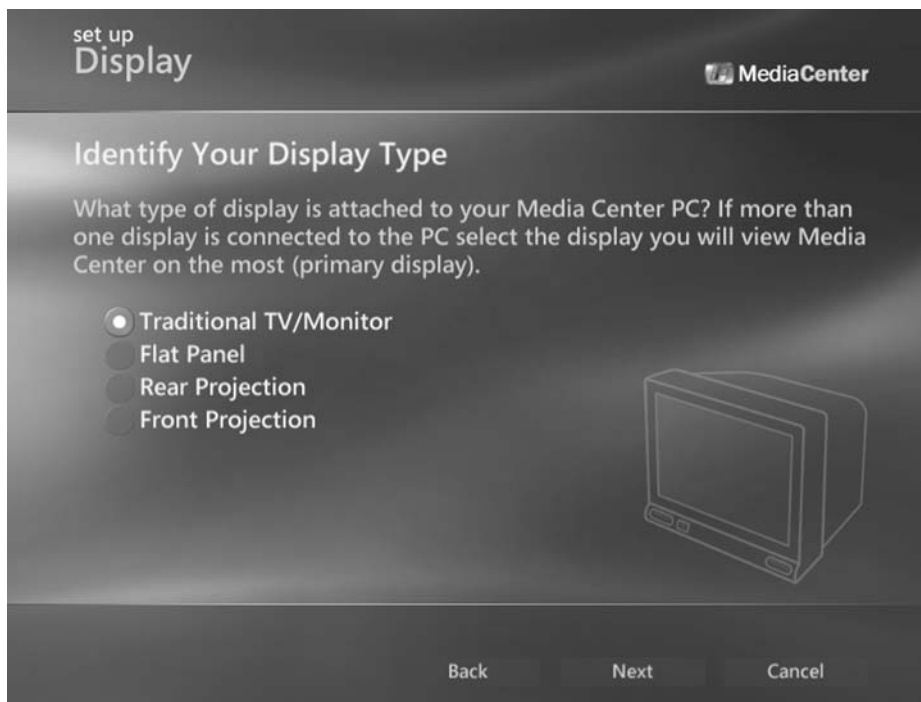 set up
Display
MediaCenter
Identify Your Display Type
What type of display is attached to your Media Center PC? If more than
one display is connected to the PC select the display you will view Media
Center on the most (primary display).
Traditional TV/Monitor
Flat Panel
Rear Projection
Front Projection
Back Next Cancel